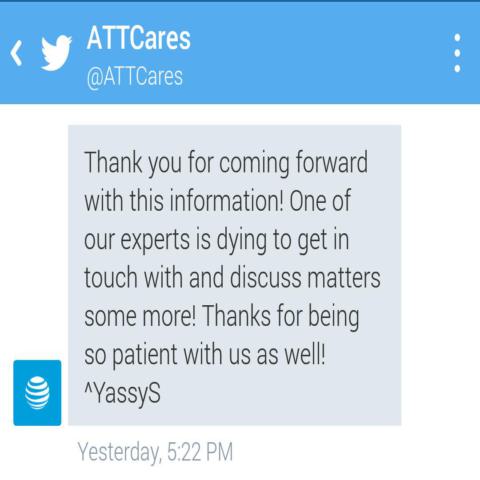 ATTCares
@ATTCares
Thank you for coming forward
with this information! One of
our experts is dying to get in
touch with and discuss matters
some more! Thanks for being
so patient with us as well!
^YassyS
Yesterday, 5:22 PM